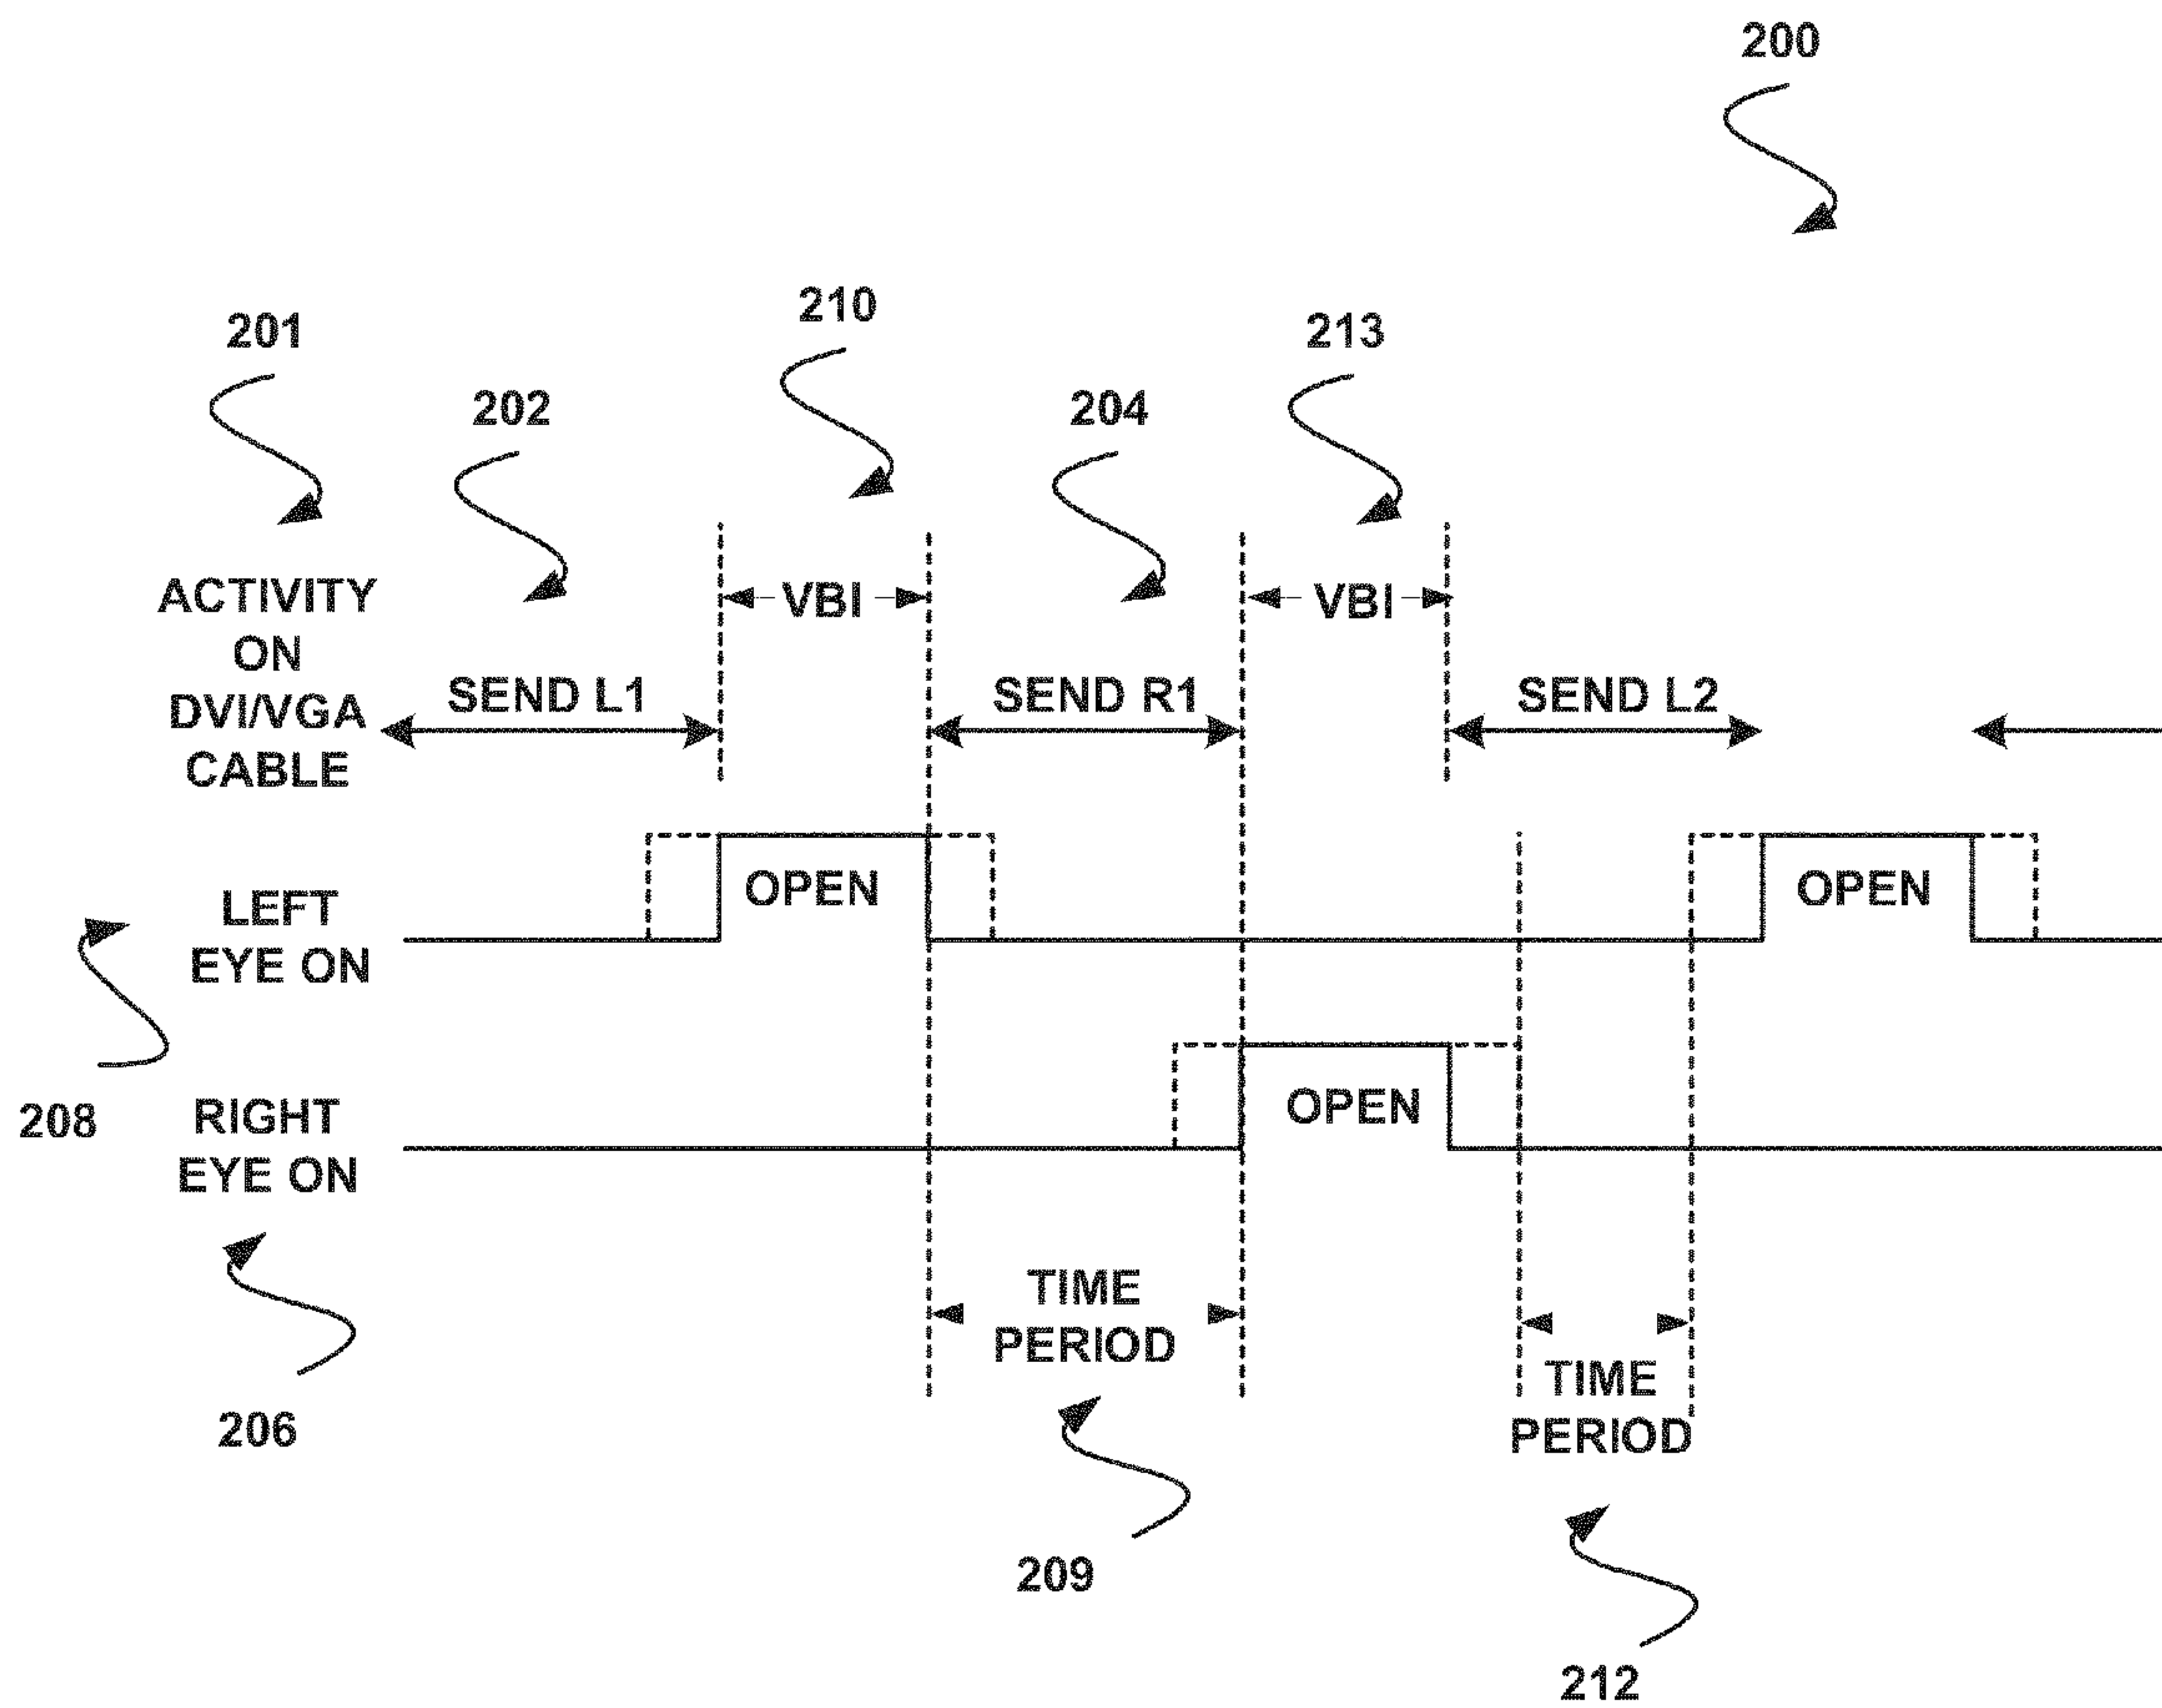 200
210
213
201
202
204
ACTIVITY
ON
DVI/VGA
CABLE
VBI
VBI
SEND L1
SEND R1
SEND L2
LEFT
EYE ON
OPEN
OPEN
208
RIGHT
EYE ON
OPEN
206
TIME
PERIOD
TIME
PERIOD
209
212